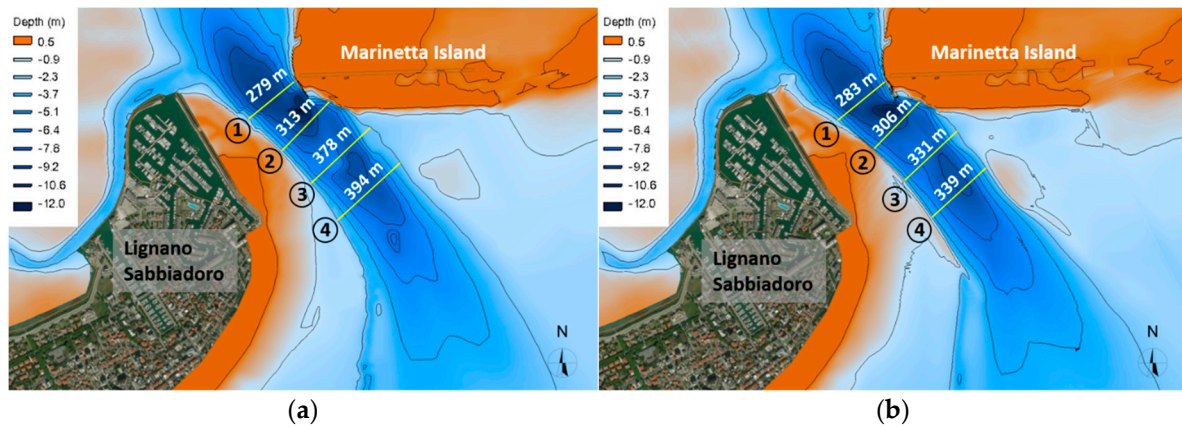 Depth (m)
0.5
-0.9
-2.3
-3.7
-5.1
-6.4
-7.8
-9.2
-10.6
-12.0
Marinetta Island
279 m
313 m
378 m
394 m
1
2
3
4
Lignano
Sabbiadoro
N
(a)
Depth (m)
0.5
-0.9
-2.3
-3.7
-5.1
-6.4
-7.8
-9.2
-10.6
-12.0
Marinetta Island
283 m
306 m
331 m
339 m
1
2
3
4
Lignano
Sabbiadoro
N
(b)